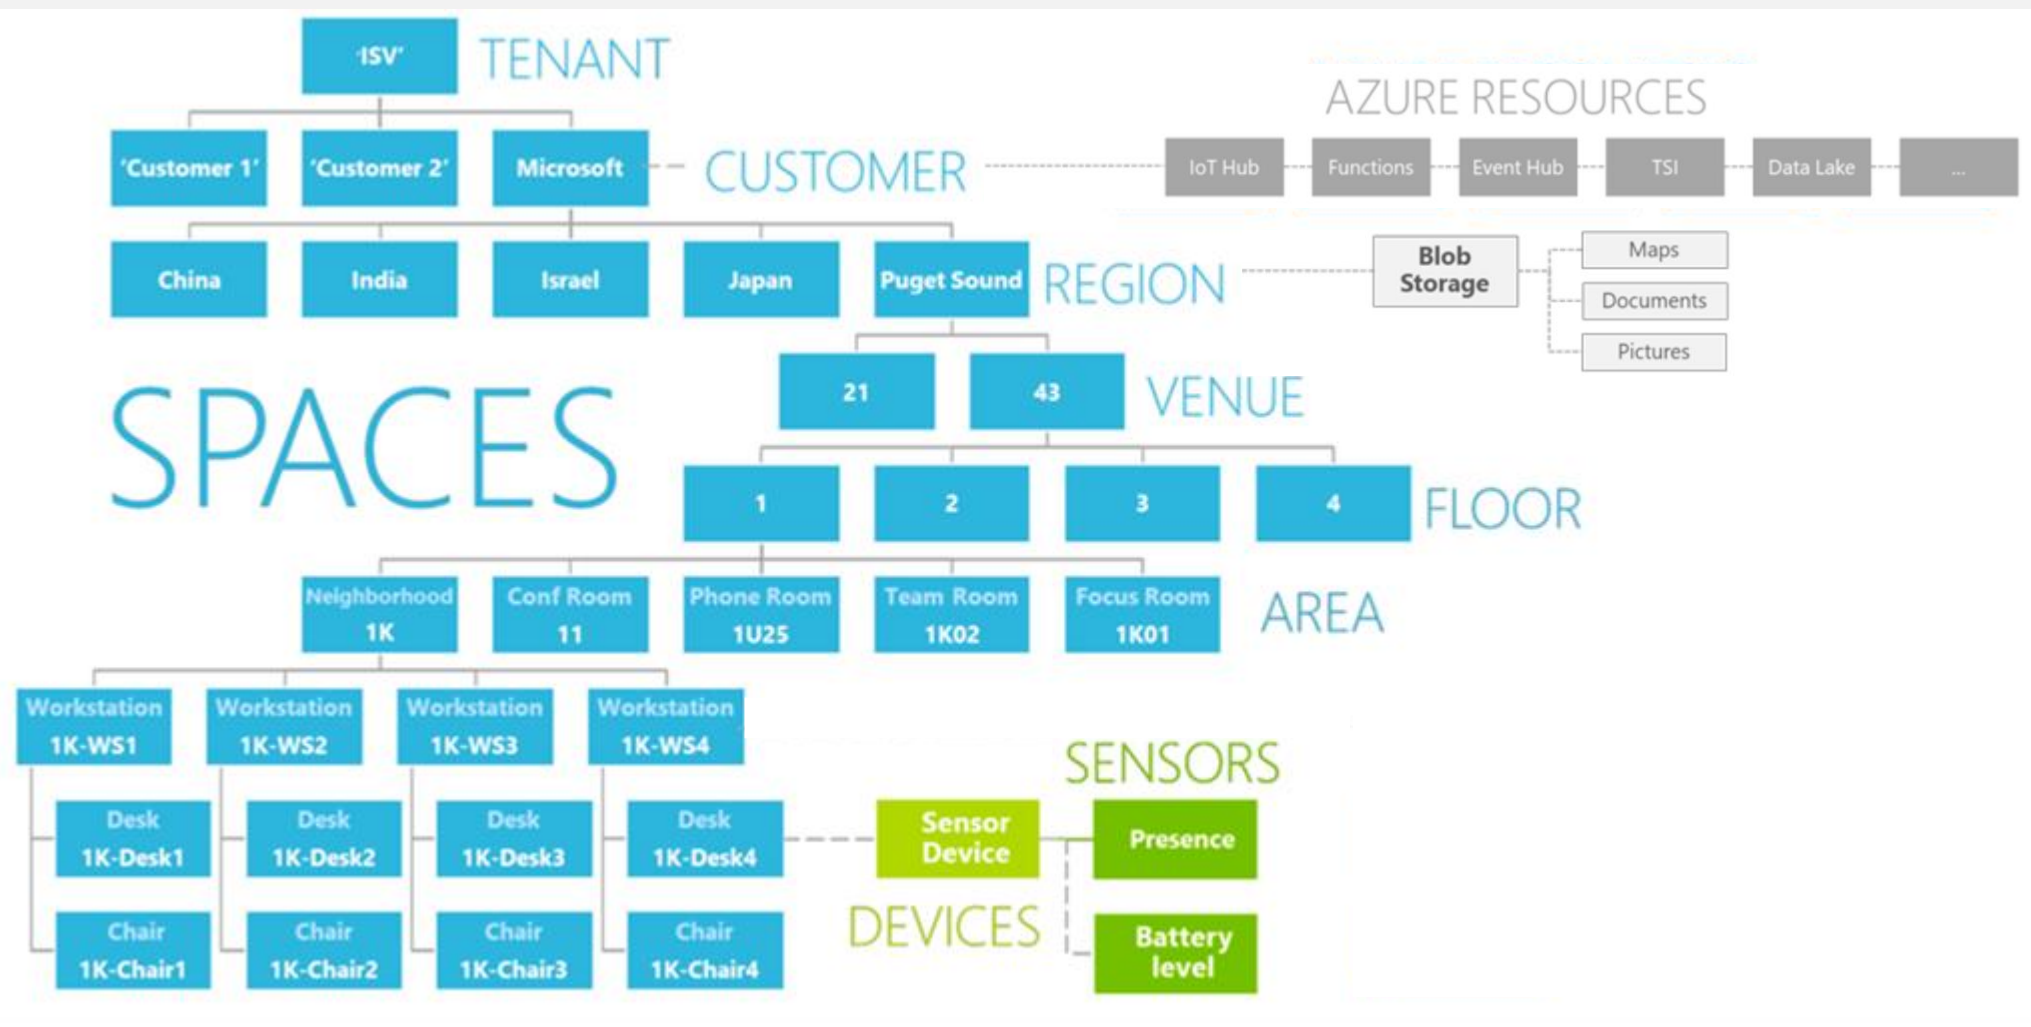 'ISV'
TENANT
AZURE RESOURCES
'Customer 1'
'Customer 2'
Microsoft
CUSTOMER
IoT Hub
Functions
Event Hub
TSI
Data Lake
...
China
India
Israel
Japan
Puget Sound
REGION
Blob
Storage
Maps
Documents
Pictures
SPACES
21
43
VENUE
1
2
3
4
FLOOR
Neighborhood
1K
Conf Room
11
Phone Room
1U25
Team Room
1K02
Focus Room
1K01
AREA
Workstation
1K-WS1
Workstation
1K-WS2
Workstation
1K-WS3
Workstation
1K-WS4
SENSORS
Desk
1K-Desk1
Desk
1K-Desk2
Desk
1K-Desk3
Desk
1K-Desk4
Sensor
Device
Presence
DEVICES
Chair
1K-Chair1
Chair
1K-Chair2
Chair
1K-Chair3
Chair
1K-Chair4
Battery
level